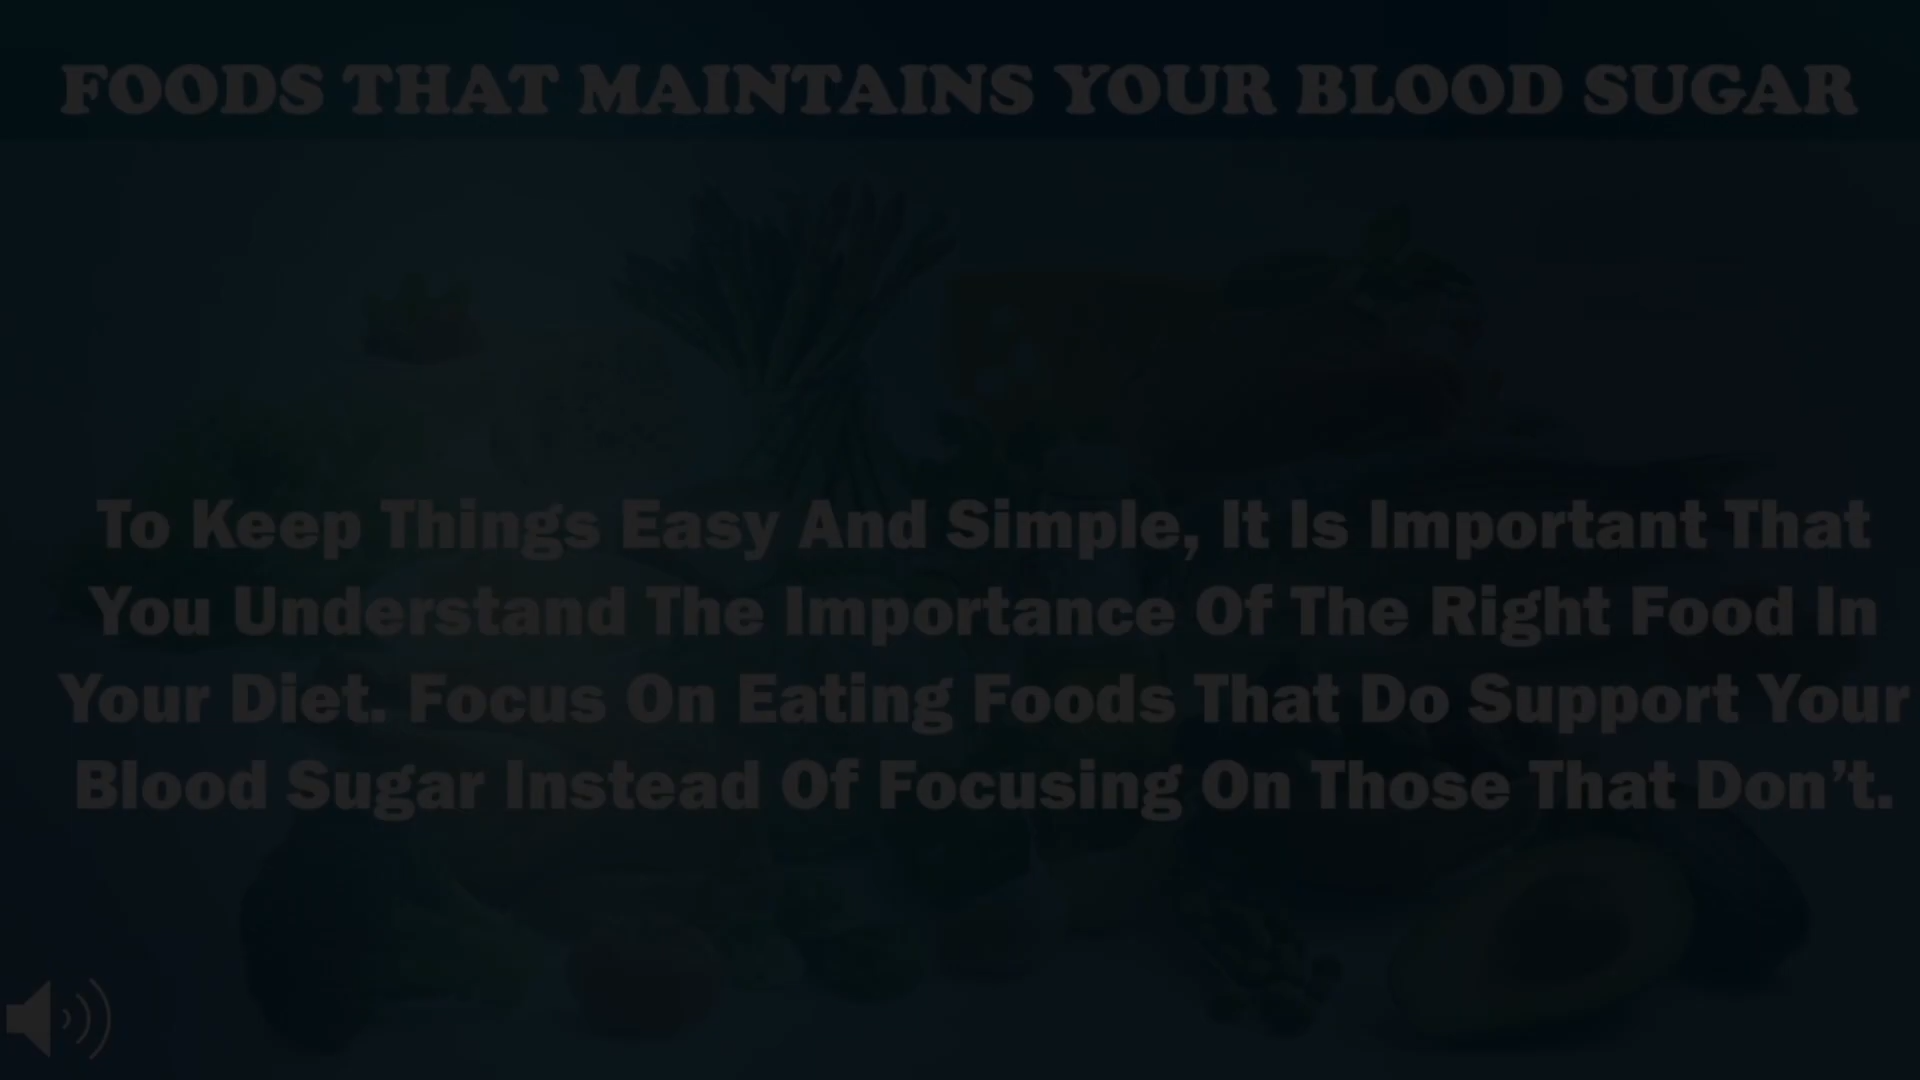 FOODS THAT MAINTAINS YOUR BLOOD SUGAR
To Keep Things Easy And Simple, It Is Important That
You Understand The Importance Of The Right Food In
Your Diet. Focus On Eating Foods That Do Support Your
Blood Sugar Instead Of Focusing On Those That Don’t.